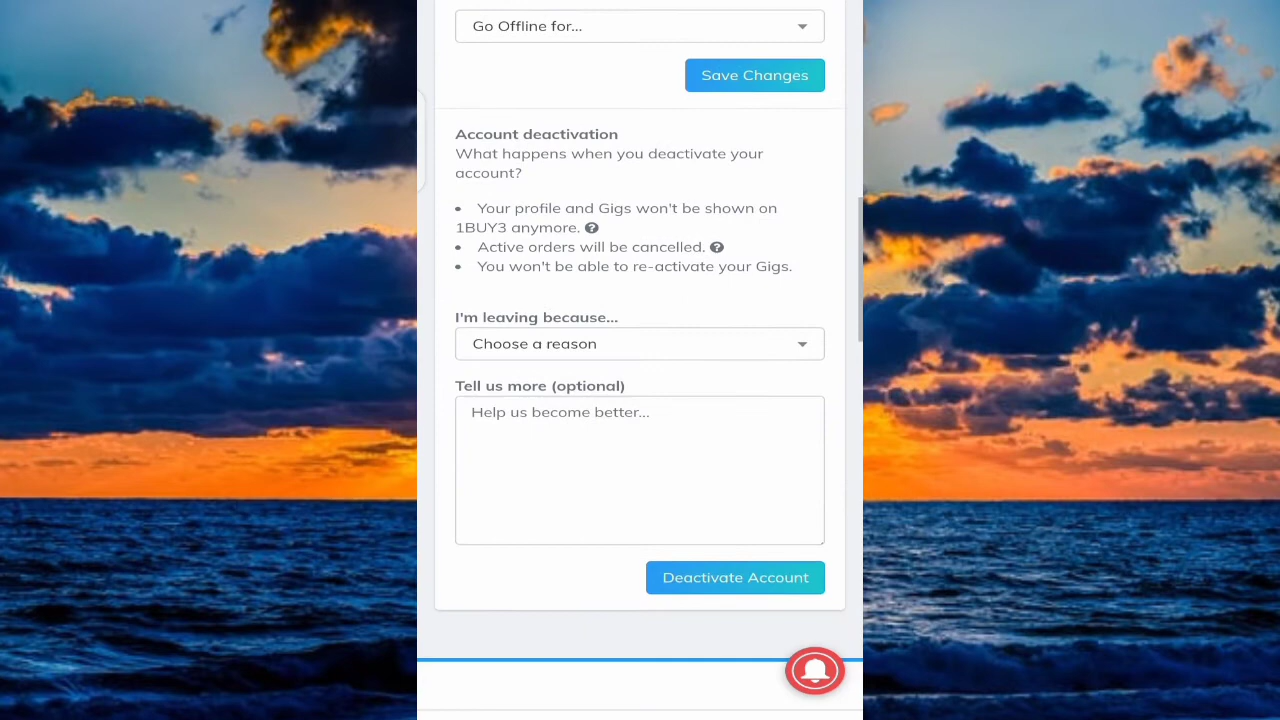 Go Offline for...
Save Changes
Account deactivation
What happens when you deactivate your
account?
• Your profile and Gigs won't be shown on
1BUY3 anymore. ?
• Active orders will be cancelled. ?
• You won't be able to re-activate your Gigs.
I'm leaving because...
Choose a reason
Tell us more (optional)
Help us become better...
Deactivate Account